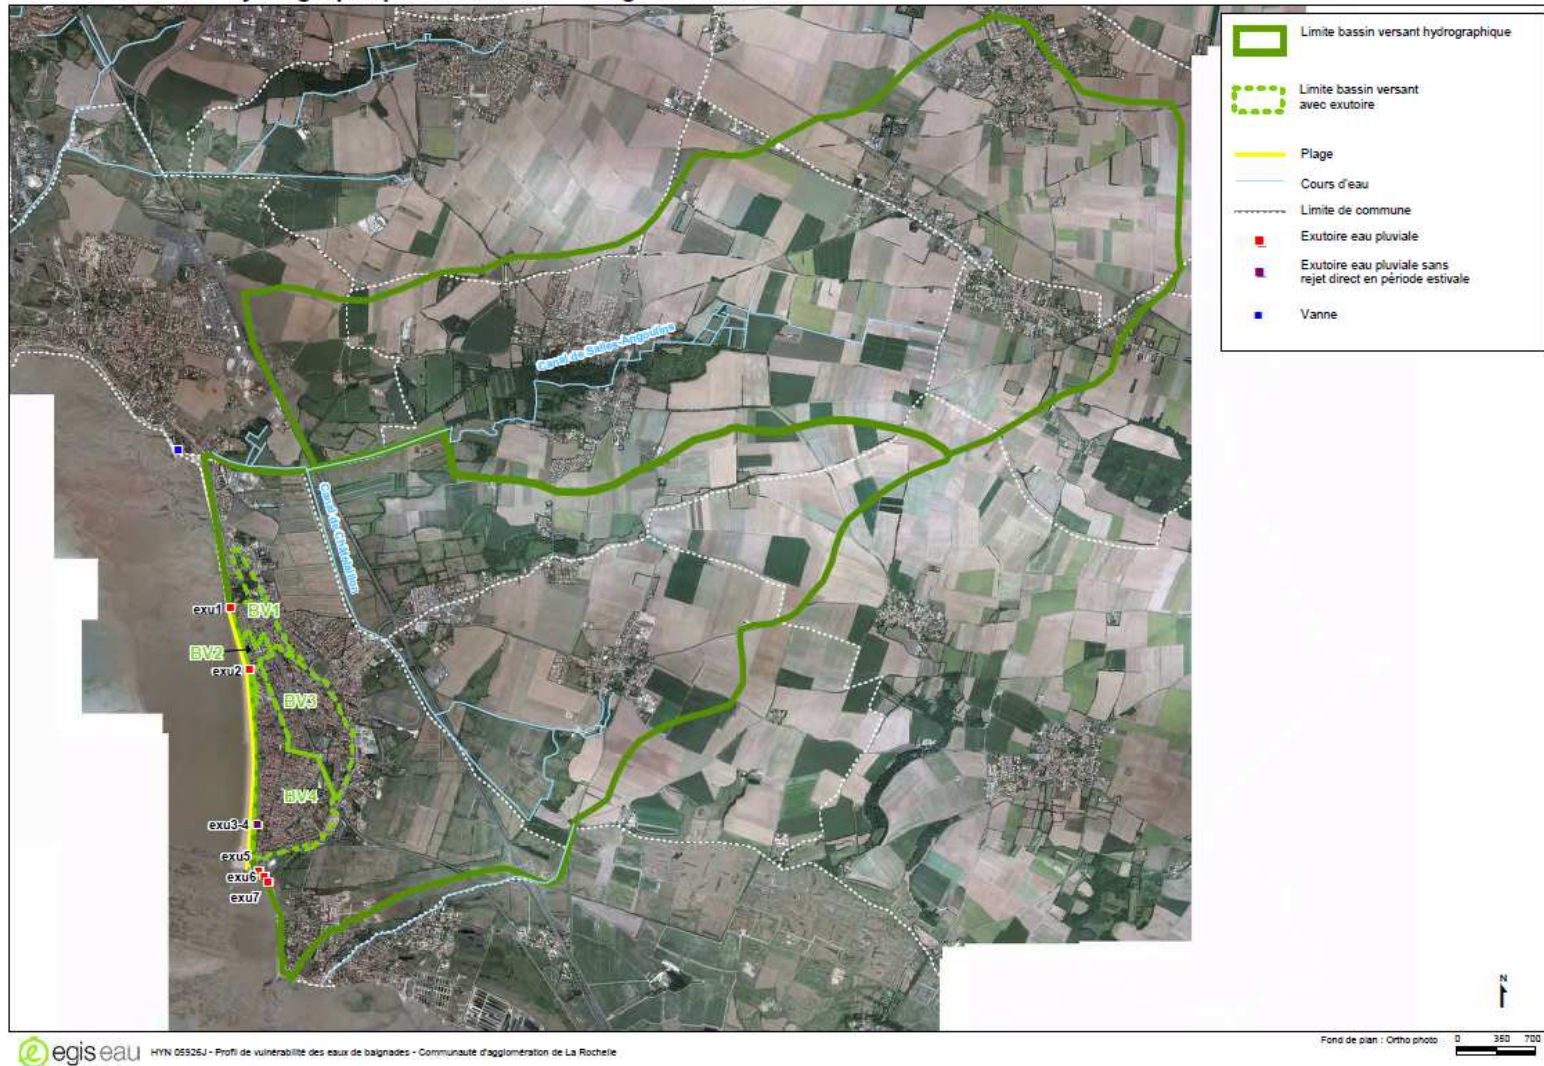 Limite bassin versant hydrographique
Limite bassin versant
avec exutoire
Plage
Cours d'eau
Limite de commune
Exutoire eau pluviale
Exutoire eau pluviale sans
rejet direct en période estivale
Vanne
Canal de Salles-Angoulins
Canal de Châtelaillon
exu1
BV1
BV2
exu2
BV3
BV4
exu3-4
exu5
exu6
exu7
N
egis eau
HYN 05926J - Profil de vulnérabilité des eaux de baignades - Communauté d'agglomération de La Rochelle
Fond de plan : Ortho photo
0 350 700